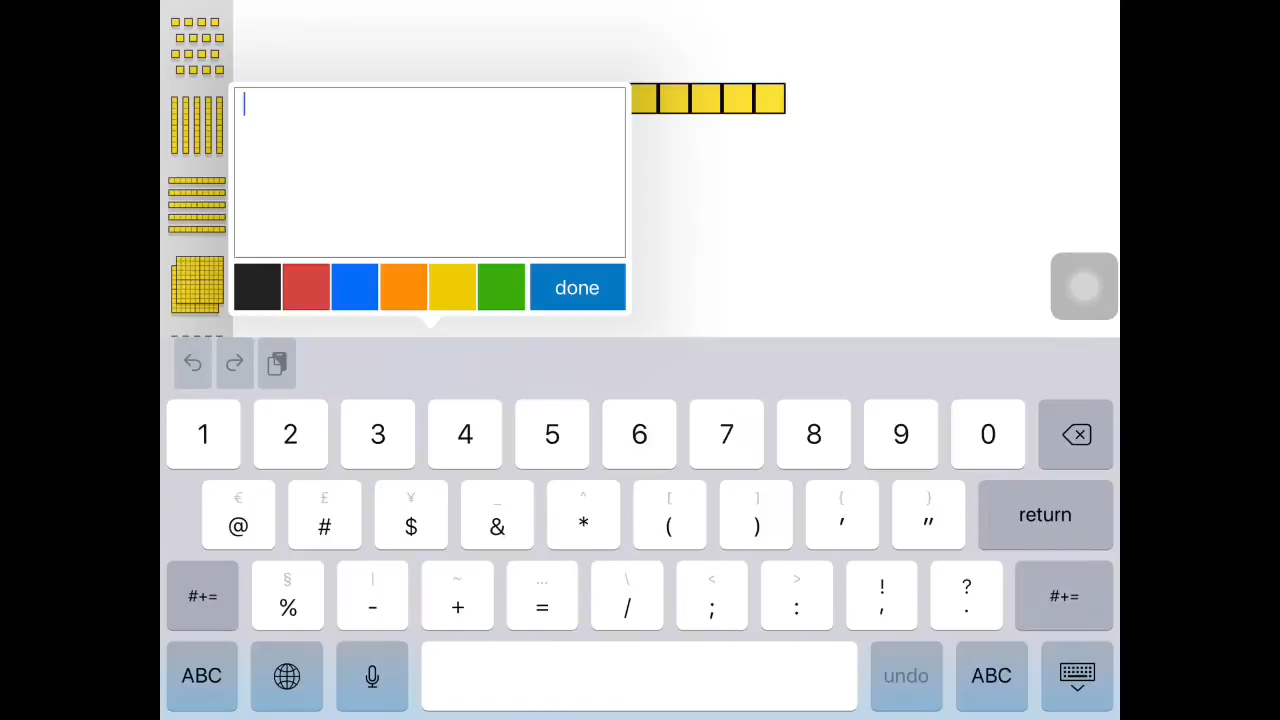 done
1 2 3 4 5 6 7 8 9 0
€ £ ¥ _ ^ [ ] { }
@ # $ & * ( ) ' " return
§ | ~ ... \ < > ! ?
#+= % - + = / ; : , . #+=
ABC undo ABC